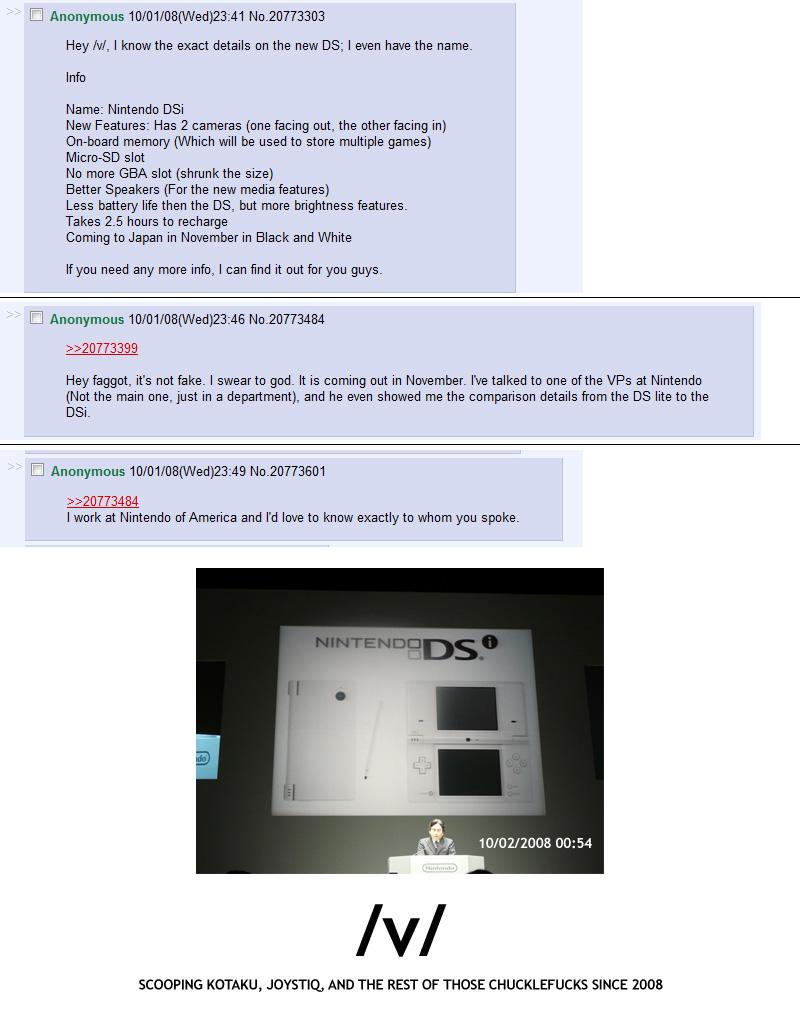 >> Anonymous 10/01/08(Wed)23:41 No.20773303
Hey /v/, I know the exact details on the new DS; I even have the name.
Info
Name: Nintendo DSi
New Features: Has 2 cameras (one facing out, the other facing in)
On-board memory (Which will be used to store multiple games)
Micro-SD slot
No more GBA slot (shrunk the size)
Better Speakers (For the new media features)
Less battery life then the DS, but more brightness features.
Takes 2.5 hours to recharge
Coming to Japan in November in Black and White
If you need any more info, I can find it out for you guys.
>> Anonymous 10/01/08(Wed)23:46 No.20773484
>>20773399
Hey faggot, it's not fake. I swear to god. It is coming out in November. I've talked to one of the VPs at Nintendo
(Not the main one, just in a department), and he even showed me the comparison details from the DS lite to the
DSi.
>> Anonymous 10/01/08(Wed)23:49 No.20773601
>>20773484
I work at Nintendo of America and I'd love to know exactly to whom you spoke.
NINTENDO DS i
ndo
Nintendo
10/02/2008 00:54
/v/
SCOOPING KOTAKU, JOYSTIQ, AND THE REST OF THOSE CHUCKLEFUCKS SINCE 2008